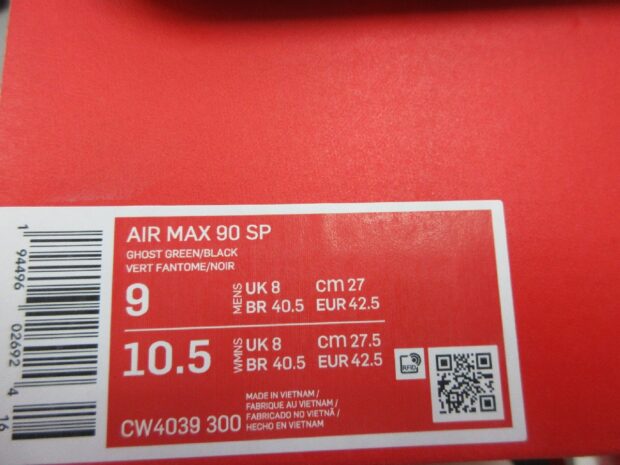 AIR MAX 90 SP
GHOST GREEN/BLACK
VERT FANTOME/NOIR
9 MENS UK 8 cm 27
BR 40.5 EUR 42.5
10.5 WMNS UK 8 cm 27.5
BR 40.5 EUR 42.5
RFID
MADE IN VIETNAM /
FABRIQUE AU VIETNAM /
FABRICADO NO VIETNÃ /
HECHO EN VIETNAM
CW4039 300
1 94496 02692 4 16